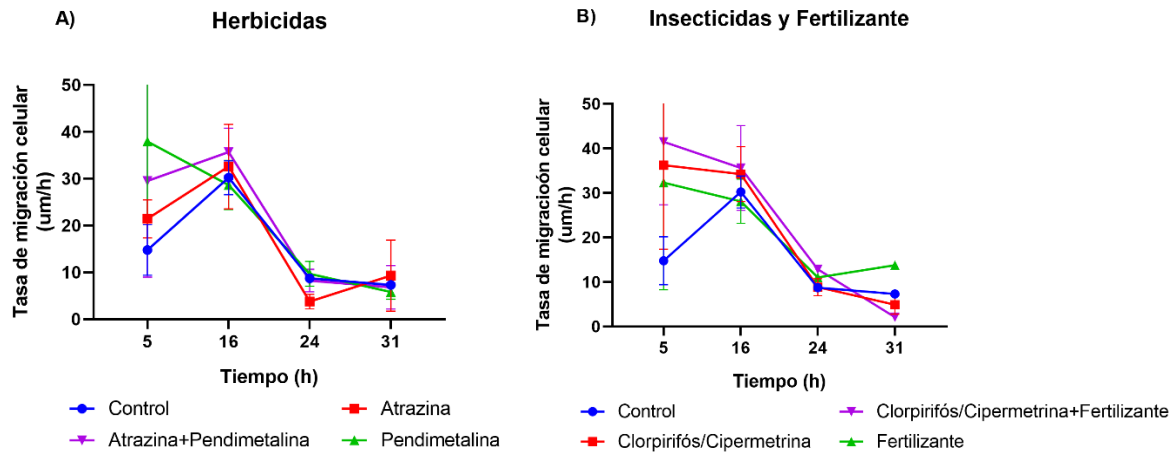 A)
Herbicidas
Tasa de migración celular
(um/h)
50
40
30
20
10
0
5
16
24
31
Tiempo (h)
Control
Atrazina
Atrazina+Pendimetalina
Pendimetalina
B)
Insecticidas y Fertilizante
Tasa de migracioón celular
(um/h)
50
40
30
20
10
0
5
16
24
31
Tiempo (h)
Control
Clorpirifós/Cipermetrina+Fertilizante
Clorpirifós/Cipermetrina
Fertilizante